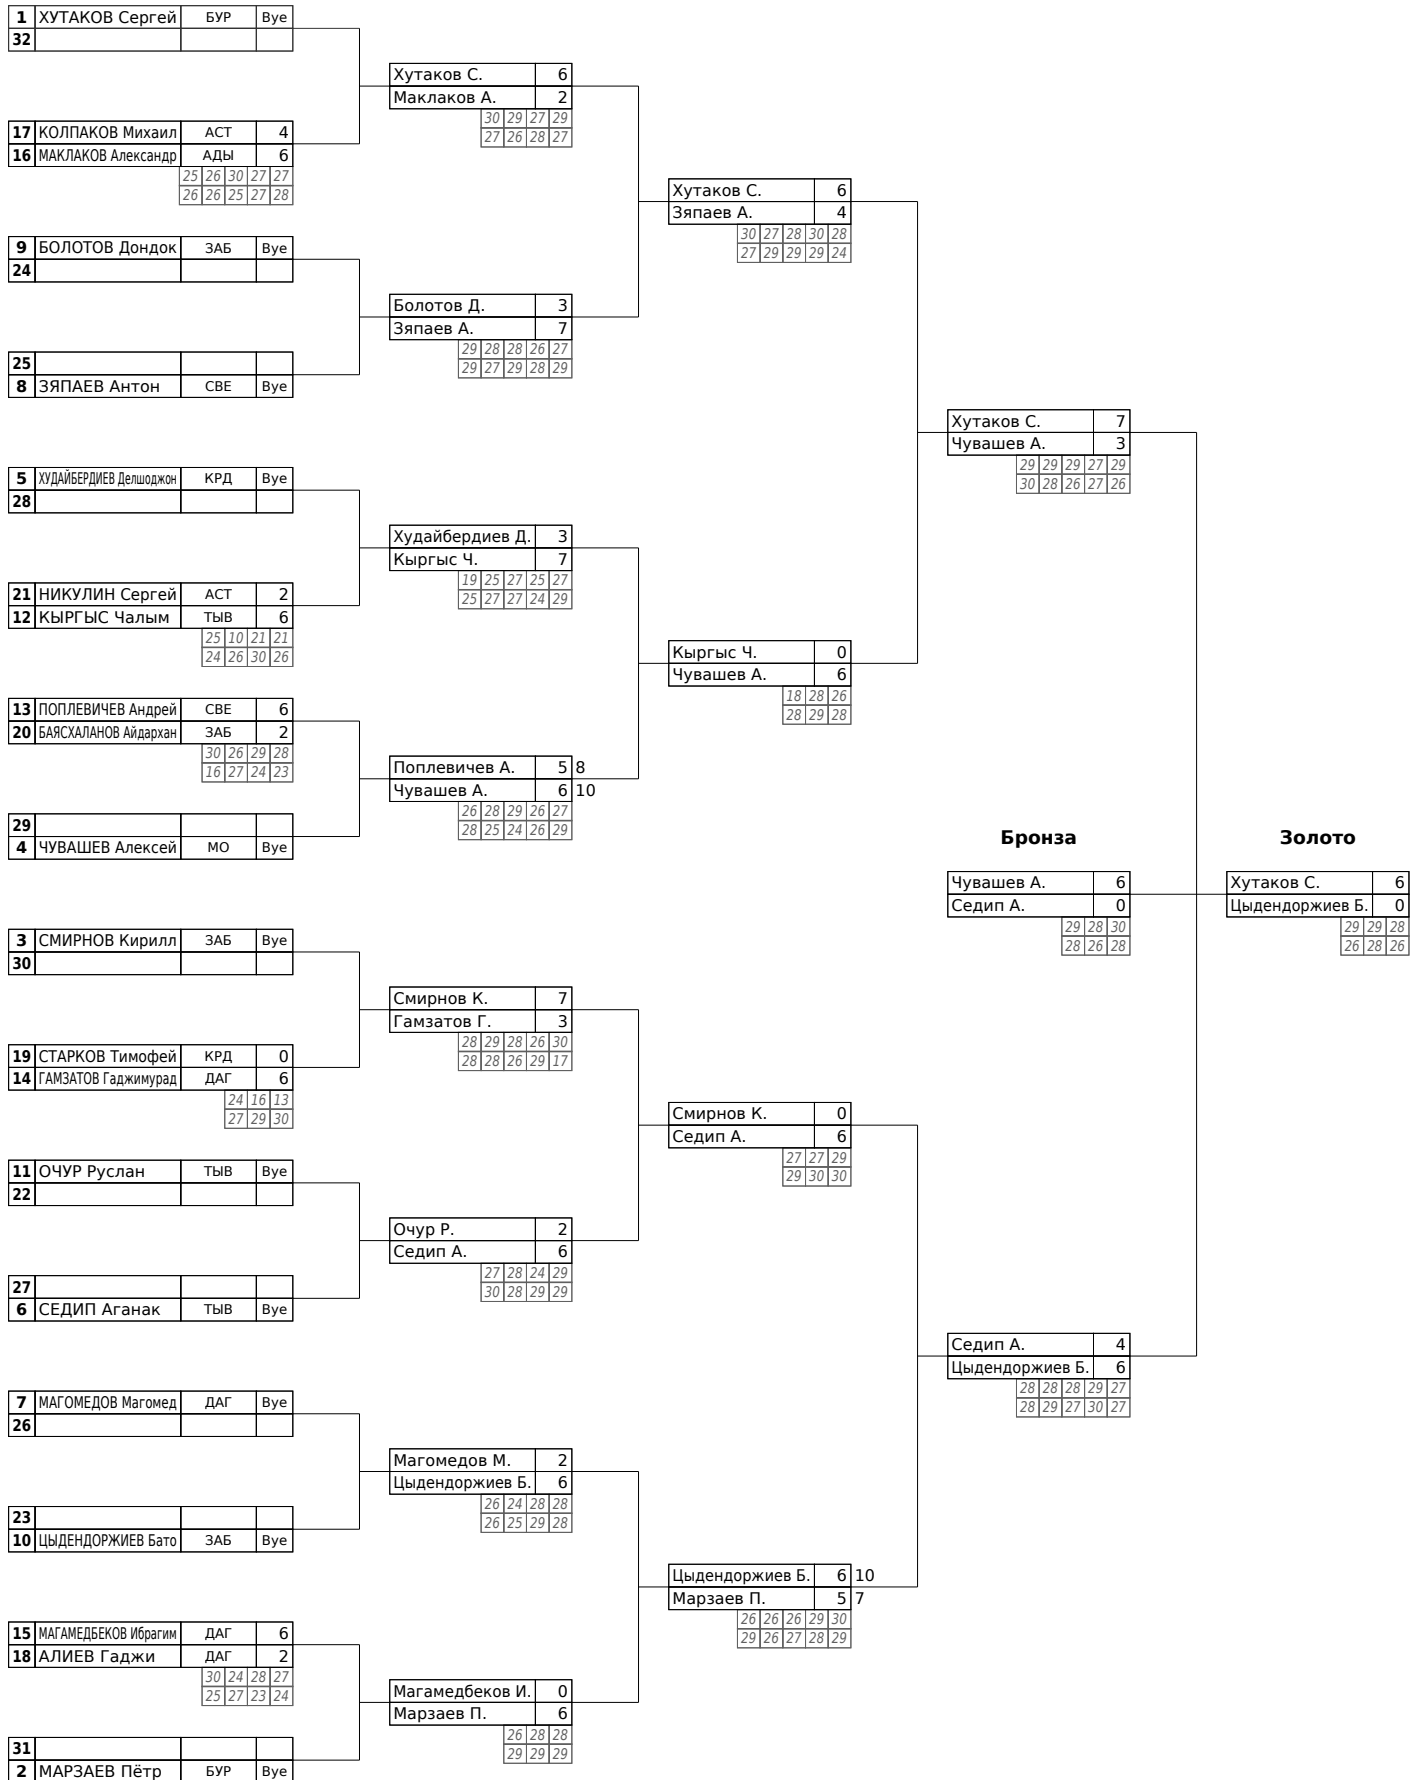 1 ХУТАКОВ Сергей БУР Bye
32
Хутаков С. 6
Маклаков А. 2
30 29 27 29
27 26 28 27
17 КОЛПАКОВ Михаил АСТ 4
16 МАКЛАКОВ Александр АДЫ 6
25 26 30 27 27
26 26 25 27 28
Хутаков С. 6
Зяпаев А. 4
30 27 28 30 28
27 29 29 29 24
9 БОЛОТОВ Дондок ЗАБ Bye
24
Болотов Д. 3
Зяпаев А. 7
29 28 28 26 27
29 27 29 28 29
25
8 ЗЯПАЕВ Антон СВЕ Bye
Хутаков С. 7
Чувашев А. 3
29 29 29 27 29
30 28 26 27 26
5 ХУДАЙБЕРДИЕВ Делшоджон КРД Bye
28
Худайбердиев Д. 3
Кыргыс Ч. 7
19 25 27 25 27
25 27 27 24 29
21 НИКУЛИН Сергей АСТ 2
12 КЫРГЫС Чалым ТЫВ 6
25 10 21 21
24 26 30 26
Кыргыс Ч. 0
Чувашев А. 6
18 28 26
28 29 28
13 ПОПЛЕВИЧЕВ Андрей СВЕ 6
20 БАЯСХАЛАНОВ Айдархан ЗАБ 2
30 26 29 28
16 27 24 23
Поплевичев А. 5 8
Чувашев А. 6 10
26 28 29 26 27
28 25 24 26 29
29
4 ЧУВАШЕВ Алексей МО Bye
Бронза Золото
Чувашев А. 6
Седип А. 0
29 28 30
28 26 28
Хутаков С. 6
Цыдендоржиев Б. 0
29 29 28
26 28 26
3 СМИРНОВ Кирилл ЗАБ Bye
30
Смирнов К. 7
Гамзатов Г. 3
28 29 28 26 30
28 28 26 29 17
19 СТАРКОВ Тимофей КРД 0
14 ГАМЗАТОВ Гаджимурад ДАГ 6
24 16 13
27 29 30
Смирнов К. 0
Седип А. 6
27 27 29
29 30 30
11 ОЧУР Руслан ТЫВ Bye
22
Очур Р. 2
Седип А. 6
27 28 24 29
30 28 29 29
27
6 СЕДИП Аганак ТЫВ Bye
Седип А. 4
Цыдендоржиев Б. 6
28 28 28 29 27
28 29 27 30 27
7 МАГОМЕДОВ Магомед ДАГ Bye
26
Магомедов М. 2
Цыдендоржиев Б. 6
26 24 28 28
26 25 29 28
23
10 ЦЫДЕНДОРЖИЕВ Бато ЗАБ Bye
Цыдендоржиев Б. 6 10
Марзаев П. 5 7
26 26 26 29 30
29 26 27 28 29
15 МАГАМЕДБЕКОВ Ибрагим ДАГ 6
18 АЛИЕВ Гаджи ДАГ 2
30 24 28 27
25 27 23 24
Магамедбеков И. 0
Марзаев П. 6
26 28 28
29 29 29
31
2 МАРЗАЕВ Пётр БУР Bye